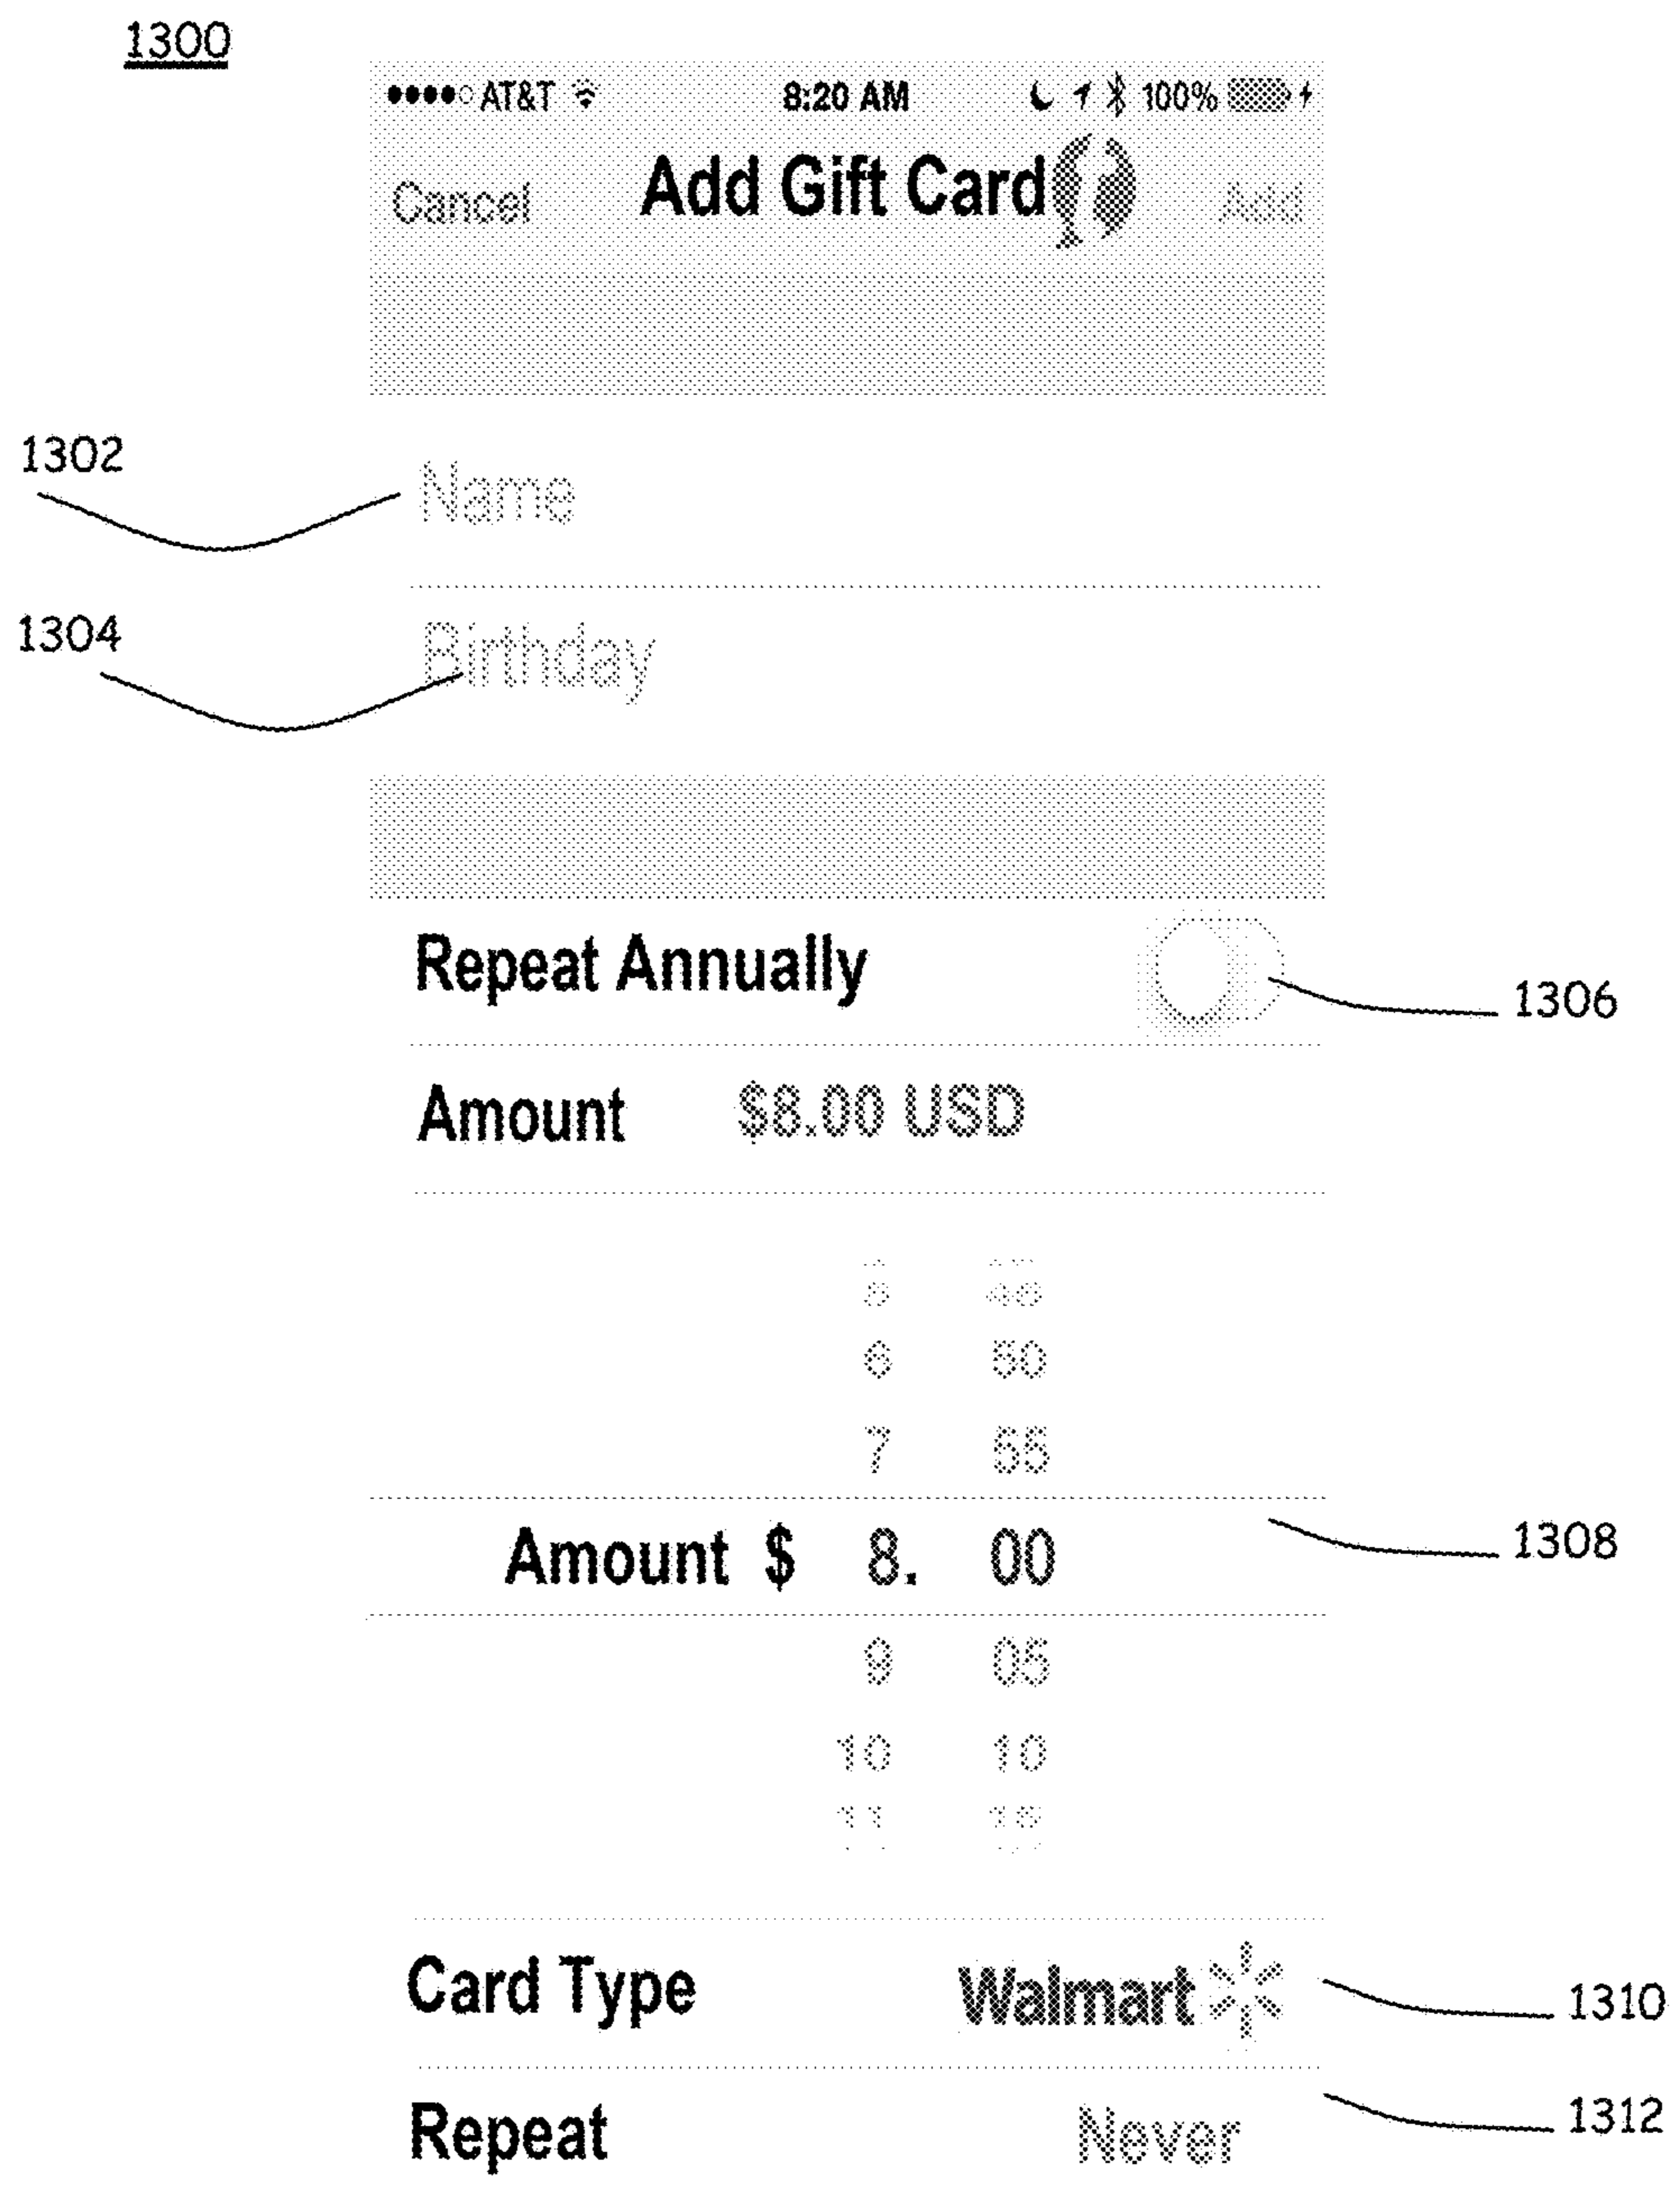 1300
AT&T 8:20 AM 100%
Cancel Add Gift Card Add
1302
Name
1304
Birthday
Repeat Annually
1306
Amount $8.00 USD
6 50
7 55
Amount $ 8. 00
1308
9 05
10 10
11
Card Type Walmart
1310
Repeat Never
1312